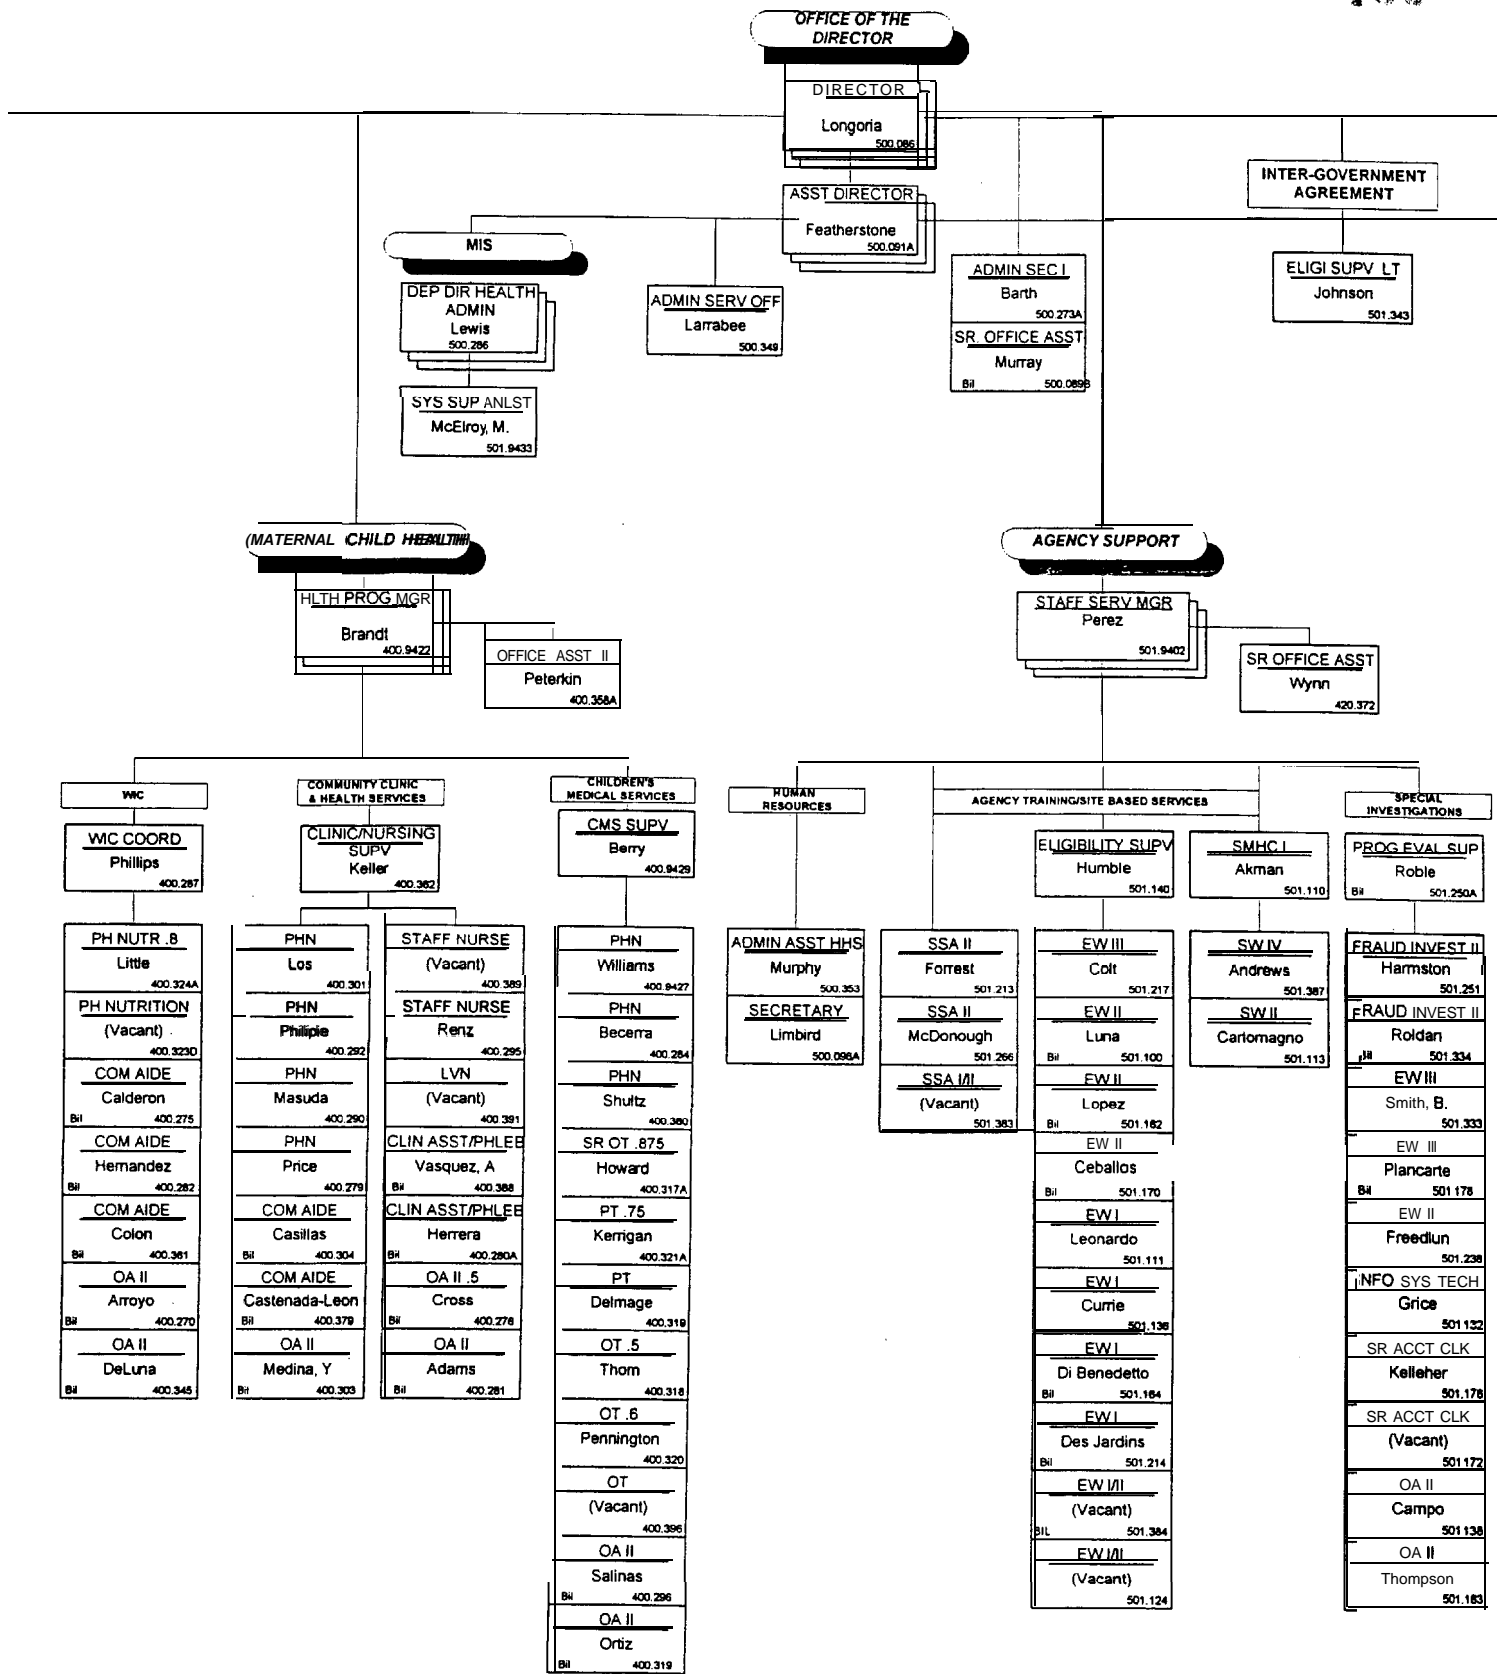 OFFICE OF THE
DIRECTOR
DIRECTOR
Longoria
500.086
ASST DIRECTOR
Featherstone
500.091A
INTER-GOVERNMENT
AGREEMENT
ELIGI SUPV LT
Johnson
501.343
MIS
DEP DIR HEALTH
ADMIN
Lewis
500.286
SYS SUP ANLST
McElroy, M.
501.9433
ADMIN SERV OFF
Larrabee
500.349
ADMIN SEC I
Barth
500.273A
SR. OFFICE ASST
Murray
Bil 500.089B
(MATERNAL CHILD HEALTH
HLTH PROG MGR
Brandt
400.9422
OFFICE ASST II
Peterkin
400.358A
AGENCY SUPPORT
STAFF SERV MGR
Perez
501.9402
SR OFFICE ASST
Wynn
420.372
WIC
WIC COORD
Phillips
400.287
PH NUTR .8
Little
400.324A
PH NUTRITION
(Vacant)
400.323D
COM AIDE
Calderon
Bil 400.275
COM AIDE
Hernandez
Bil 400.282
COM AIDE
Colon
Bil 400.361
OA II
Arroyo
Bil 400.270
OA II
DeLuna
Bil 400.345
COMMUNITY CLINIC
& HEALTH SERVICES
CLINIC/NURSING
SUPV
Keller
400.362
PHN
Los
400.301
PHN
Philipie
400.292
PHN
Masuda
400.290
PHN
Price
400.279
COM AIDE
Casillas
Bil 400.304
COM AIDE
Castenada-Leon
Bil 400.379
OA II
Medina, Y
Bil 400.303
STAFF NURSE
(Vacant)
400.389
STAFF NURSE
Renz
400.295
LVN
(Vacant)
400.391
CLIN ASST/PHLEB
Vasquez, A
Bil 400.388
CLIN ASST/PHLEB
Herrera
Bil 400.280A
OA II .5
Cross
Bil 400.278
OA II
Adams
Bil 400.281
CHILDREN'S
MEDICAL SERVICES
CMS SUPV
Berry
400.9429
PHN
Williams
400.9427
PHN
Becerra
400.284
PHN
Shultz
400.380
SR OT .875
Howard
400.317A
PT .75
Kerrigan
400.321A
PT
Delmage
400.319
OT .5
Thom
400.318
OT .6
Pennington
400.320
OT
(Vacant)
400.396
OA II
Salinas
Bil 400.296
OA II
Ortiz
Bil 400.319
HUMAN
RESOURCES
ADMIN ASST HHS
Murphy
500.353
SECRETARY
Limbird
500.098A
AGENCY TRAINING/SITE BASED SERVICES
SSA II
Forrest
501.213
SSA II
McDonough
501.266
SSA I/II
(Vacant)
501.383
ELIGIBILITY SUPV
Humble
501.140
EW III
Colt
501.217
EW II
Luna
Bil 501.100
EW II
Lopez
Bil 501.162
EW II
Ceballos
Bil 501.170
EW I
Leonardo
501.111
EW I
Currie
501.136
EW I
Di Benedetto
Bil 501.164
EW I
Des Jardins
Bil 501.214
EW I/II
(Vacant)
BIL 501.384
EW I/II
(Vacant)
501.124
SMHC I
Akman
501.110
SW IV
Andrews
501.387
SW II
Carlomagno
501.113
SPECIAL
INVESTIGATIONS
PROG EVAL SUP
Roble
Bil 501.250A
FRAUD INVEST II
Harmston
501.251
FRAUD INVEST II
Roldan
Bil 501.334
EW III
Smith, B.
501.333
EW III
Plancarte
Bil 501 178
EW II
Freedlun
501.238
INFO SYS TECH
Grice
501 132
SR ACCT CLK
Kelleher
501.176
SR ACCT CLK
(Vacant)
501 172
OA II
Campo
501 138
OA II
Thompson
501.163